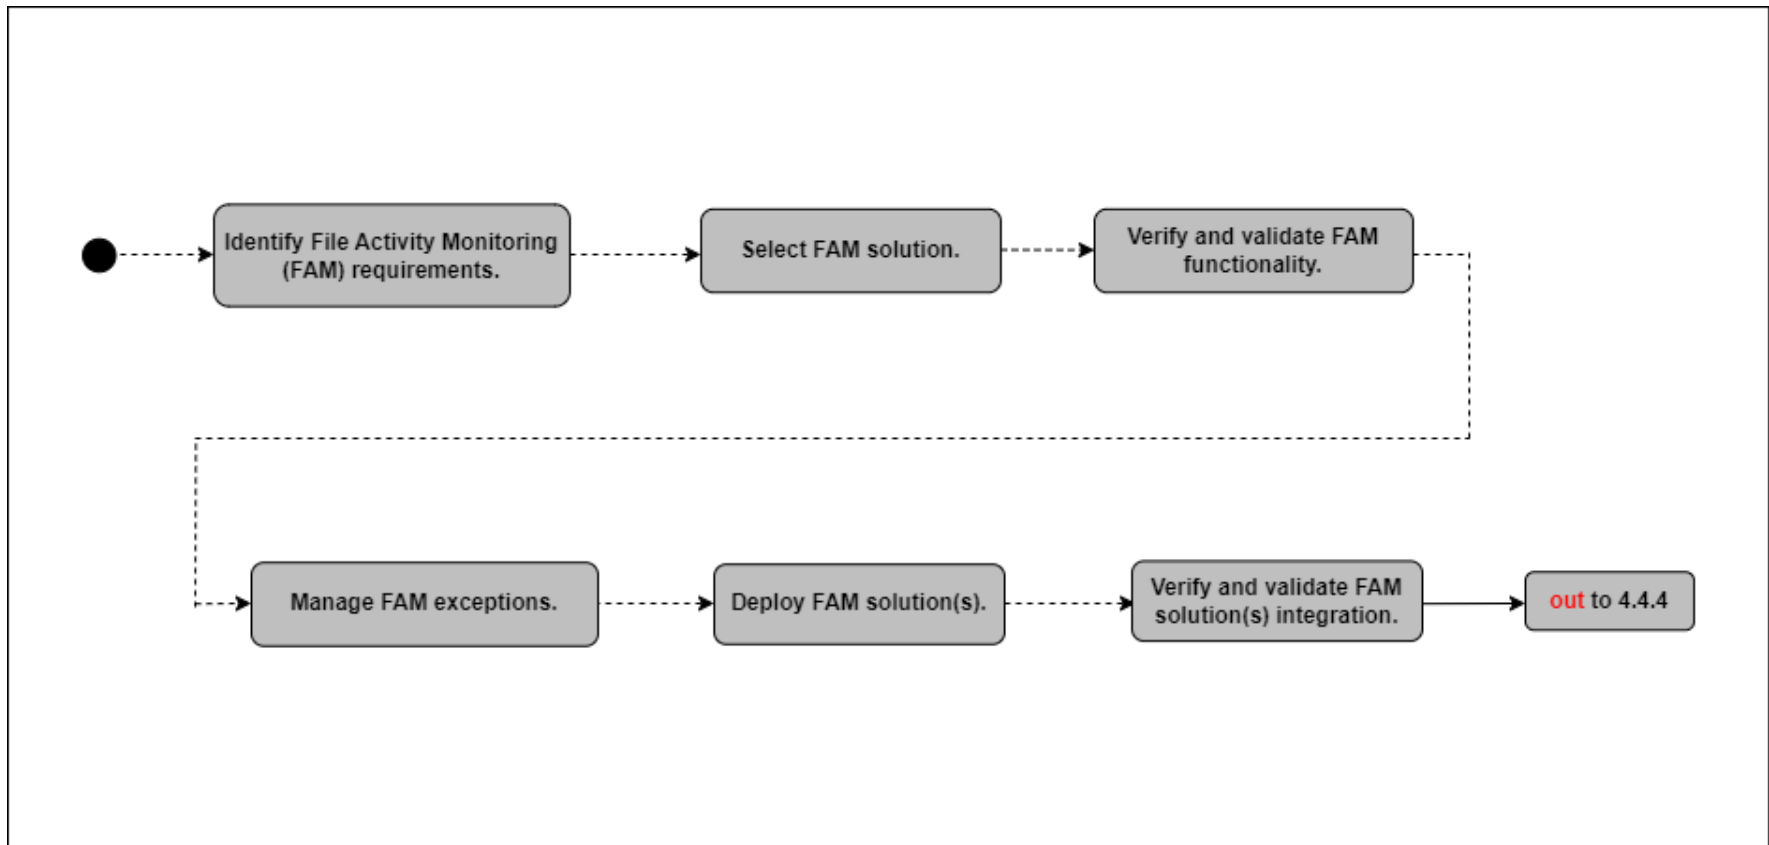 Identify File Activity Monitoring
(FAM) requirements.
Select FAM solution.
Verify and validate FAM
functionality.
Manage FAM exceptions.
Deploy FAM solution(s).
Verify and validate FAM
solution(s) integration.
out to 4.4.4